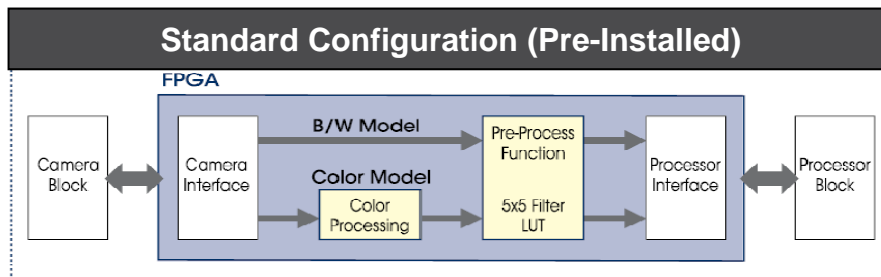 Standard Configuration (Pre-Installed)
FPGA
Camera
Block
Camera
Interface
B/W Model
Color Model
Color
Processing
Pre-Process
Function
5x5 Filter
LUT
Processor
Interface
Processor
Block